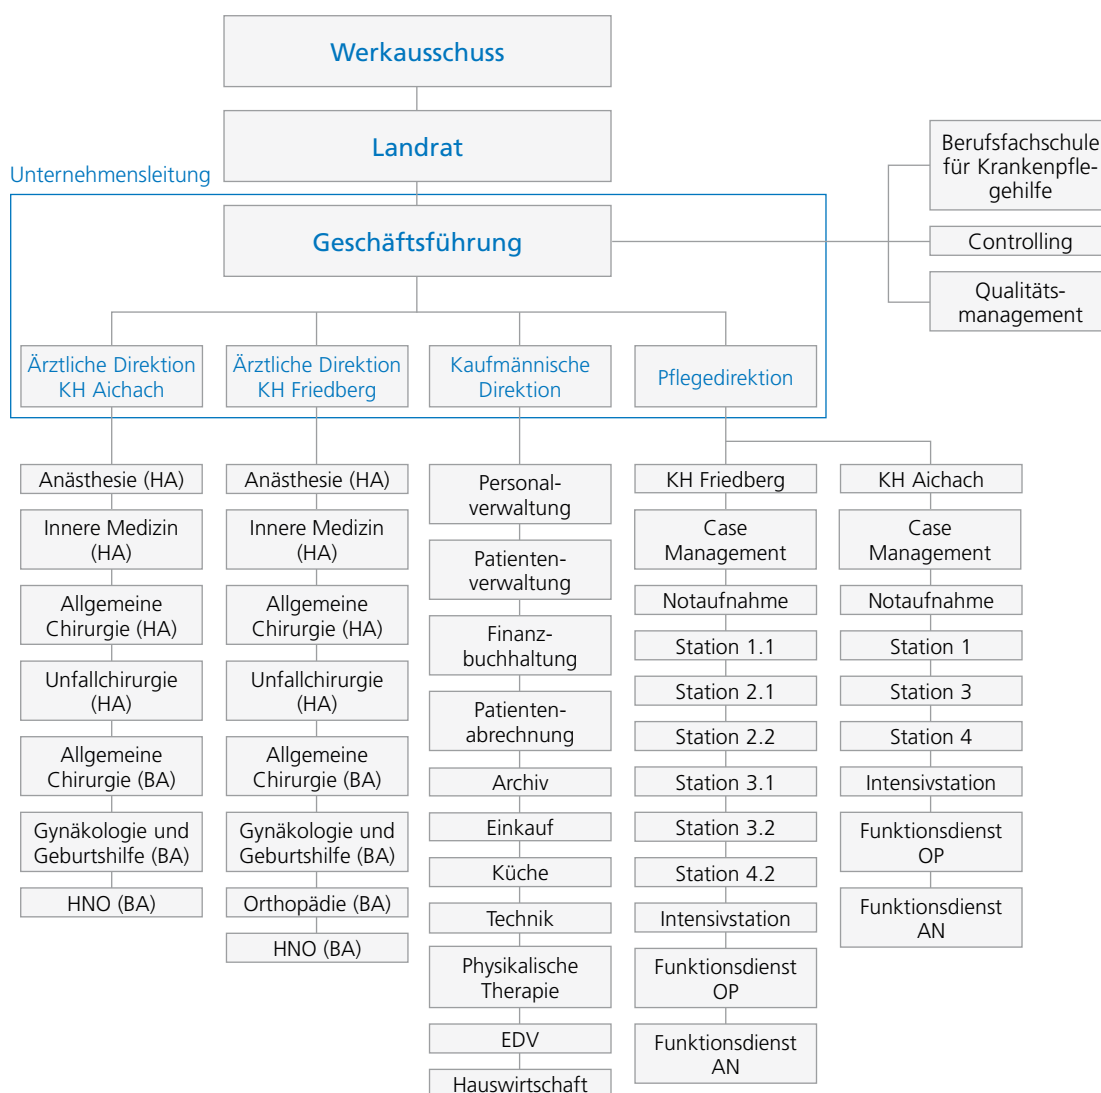 Werkausschuss
Landrat
Unternehmensleitung
Geschäftsführung
Berufsfachschule
für Krankenpfle-
gehilfe
Controlling
Qualitäts-
management
Ärztliche Direktion
KH Aichach
Ärztliche Direktion
KH Friedberg
Kaufmännische
Direktion
Pflegedirektion
Anästhesie (HA)
Innere Medizin
(HA)
Allgemeine
Chirurgie (HA)
Unfallchirurgie
(HA)
Allgemeine
Chirurgie (BA)
Gynäkologie und
Geburtshilfe (BA)
HNO (BA)
Anästhesie (HA)
Innere Medizin
(HA)
Allgemeine
Chirurgie (HA)
Unfallchirurgie
(HA)
Allgemeine
Chirurgie (BA)
Gynäkologie und
Geburtshilfe (BA)
Orthopädie (BA)
HNO (BA)
Personal-
verwaltung
Patienten-
verwaltung
Finanz-
buchhaltung
Patienten-
abrechnung
Archiv
Einkauf
Küche
Technik
Physikalische
Therapie
EDV
Hauswirtschaft
KH Friedberg
Case
Management
Notaufnahme
Station 1.1
Station 2.1
Station 2.2
Station 3.1
Station 3.2
Station 4.2
Intensivstation
Funktionsdienst
OP
Funktionsdienst
AN
KH Aichach
Case
Management
Notaufnahme
Station 1
Station 3
Station 4
Intensivstation
Funktionsdienst
OP
Funktionsdienst
AN